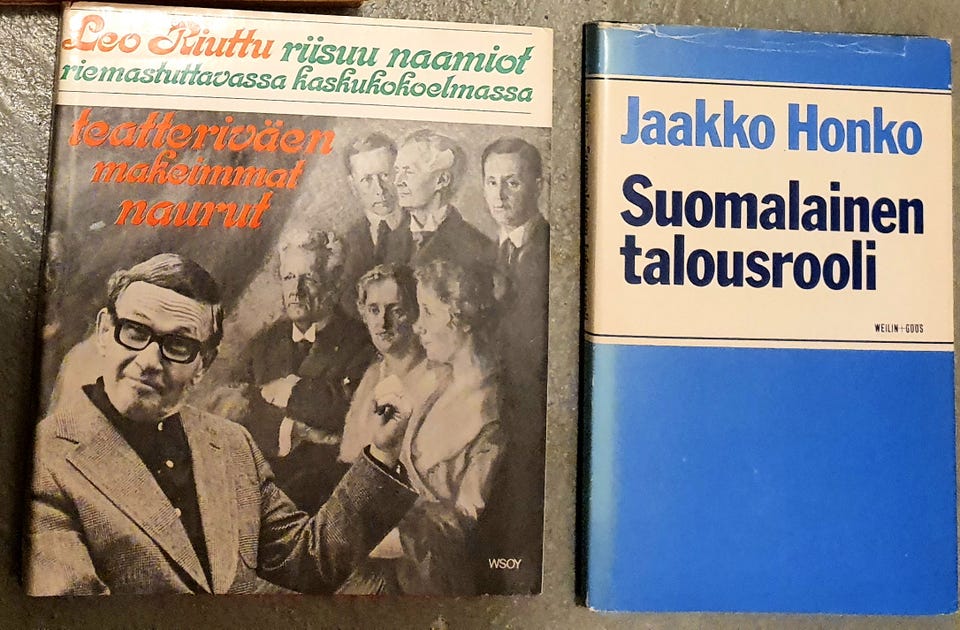 Leo Riuttu riisuu naamiot
riemastuttavassa kaskukokoelmassa
teatteriväen
makeimmat
naurut
WSOY
Jaakko Honko
Suomalainen
talousrooli
WEILIN+GÖÖS